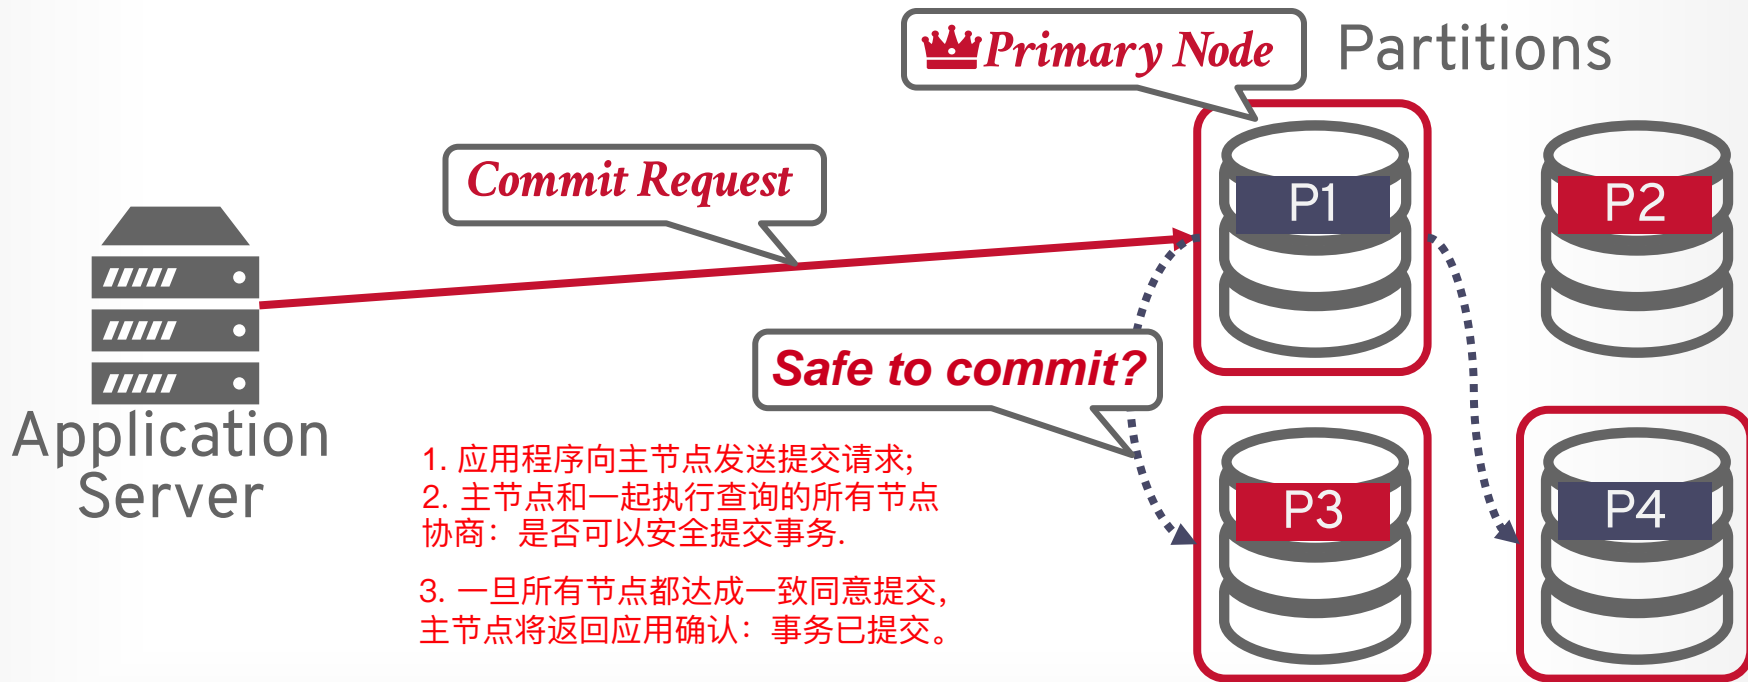 Primary Node
Partitions
Commit Request
P1
P2
Safe to commit?
Application
Server
1. 应用程序向主节点发送提交请求;
2. 主节点和一起执行查询的所有节点
协商：是否可以安全提交事务.
3. 一旦所有节点都达成一致同意提交，
主节点将返回应用确认：事务已提交。
P3
P4